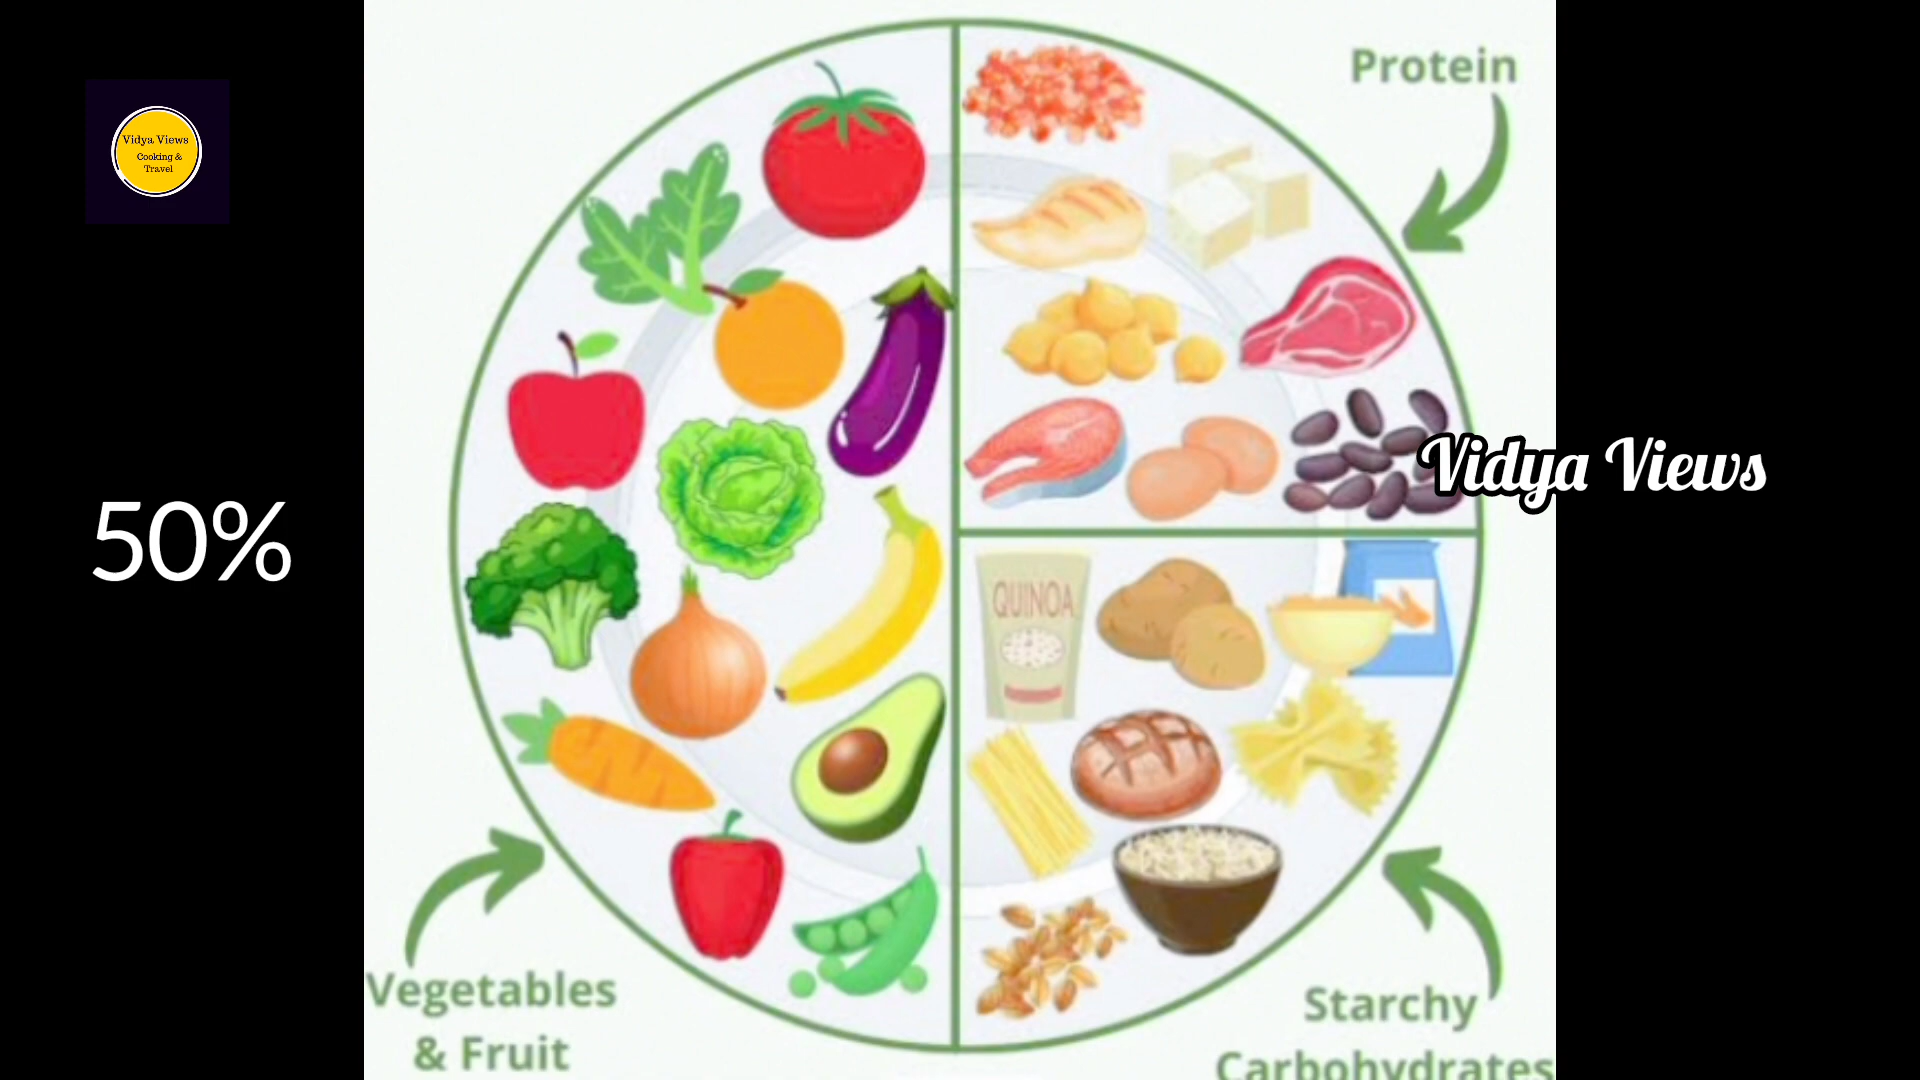 Protein
Vidya Views
Cooking &
Travel
Vidya Views
50%
QUINOA
Vegetables
& Fruit
Starchy
Carbohydrates